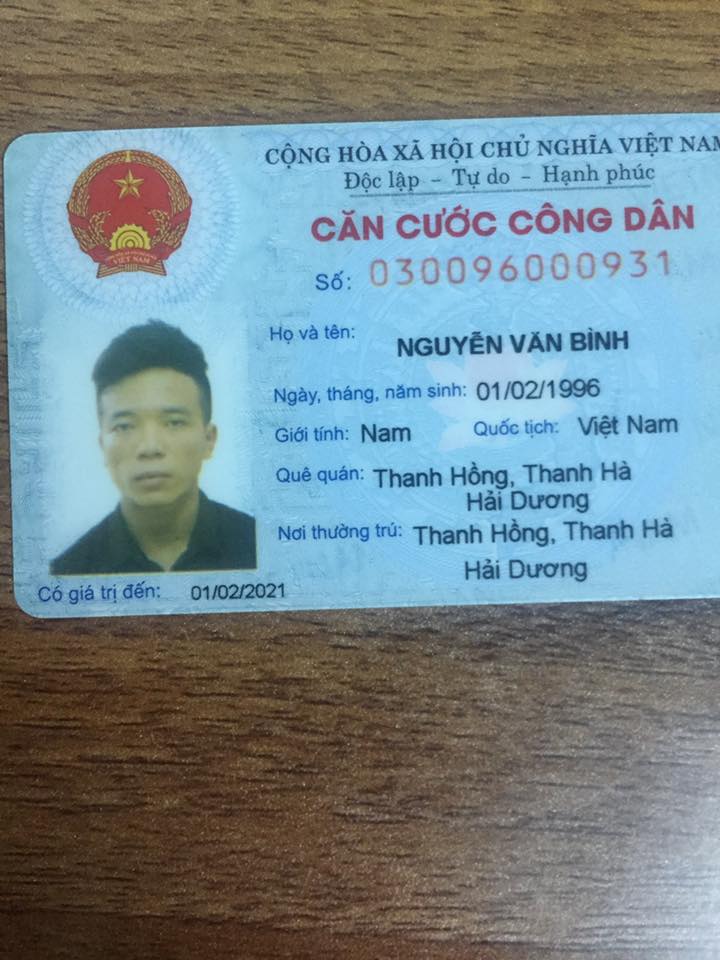 CỘNG HÒA XÃ HỘI CHỦ NGHĨA VIỆT NAM
Độc lập - Tự do - Hạnh phúc
CĂN CƯỚC CÔNG DÂN
Số: 030096000931
Họ và tên: NGUYỄN VĂN BÌNH
Ngày, tháng, năm sinh: 01/02/1996
Giới tính: Nam Quốc tịch: Việt Nam
Quê quán: Thanh Hồng, Thanh Hà
Hải Dương
Nơi thường trú: Thanh Hồng, Thanh Hà
Hải Dương
Có giá trị đến: 01/02/2021
VIỆT NAM